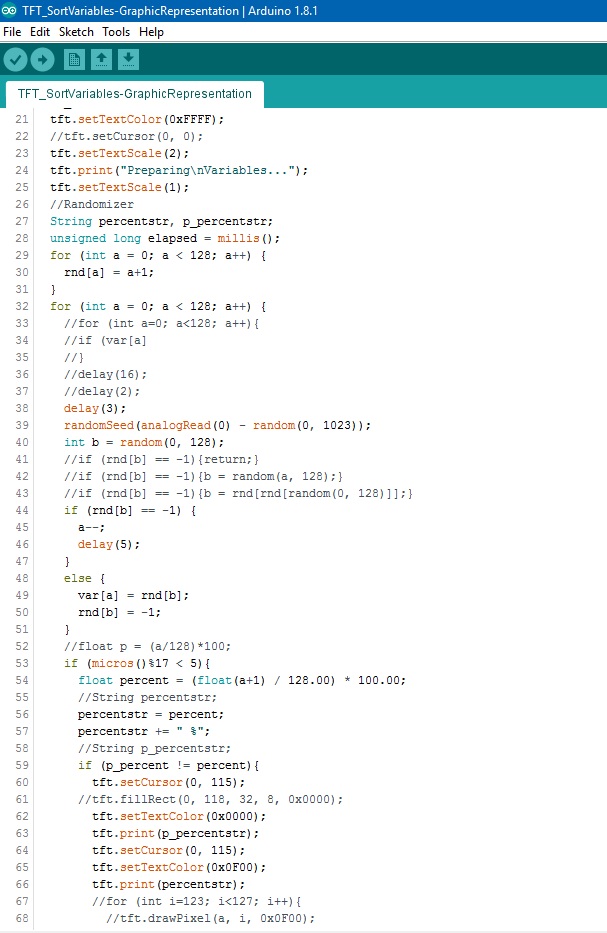 TFT_SortVariables-GraphicRepresentation | Arduino 1.8.1
File Edit Sketch Tools Help
TFT_SortVariables-GraphicRepresentation
21 tft.setTextColor(0xFFFF);
22 //tft.setCursor(0, 0);
23 tft.setTextScale(2);
24 tft.print("Preparing\nVariables...");
25 tft.setTextScale(1);
26 //Randomizer
27 String percentstr, p_percentstr;
28 unsigned long elapsed = millis();
29 for (int a = 0; a < 128; a++) {
30 rnd[a] = a+1;
31 }
32 for (int a = 0; a < 128; a++) {
33 //for (int a=0; a<128; a++){
34 //if (var[a]
35 //}
36 //delay(16);
37 //delay(2);
38 delay(3);
39 randomSeed(analogRead(0) - random(0, 1023));
40 int b = random(0, 128);
41 //if (rnd[b] == -1){return;}
42 //if (rnd[b] == -1){b = random(a, 128);}
43 //if (rnd[b] == -1){b = rnd[rnd[random(0, 128)]];}
44 if (rnd[b] == -1) {
45 a--;
46 delay(5);
47 }
48 else {
49 var[a] = rnd[b];
50 rnd[b] = -1;
51 }
52 //float p = (a/128)*100;
53 if (micros()%17 < 5){
54 float percent = (float(a+1) / 128.00) * 100.00;
55 //String percentstr;
56 percentstr = percent;
57 percentstr += " %";
58 //String p_percentstr;
59 if (p_percent != percent){
60 tft.setCursor(0, 115);
61 //tft.fillRect(0, 118, 32, 8, 0x0000);
62 tft.setTextColor(0x0000);
63 tft.print(p_percentstr);
64 tft.setCursor(0, 115);
65 tft.setTextColor(0x0F00);
66 tft.print(percentstr);
67 //for (int i=123; i<127; i++){
68 //tft.drawPixel(a, i, 0x0F00);